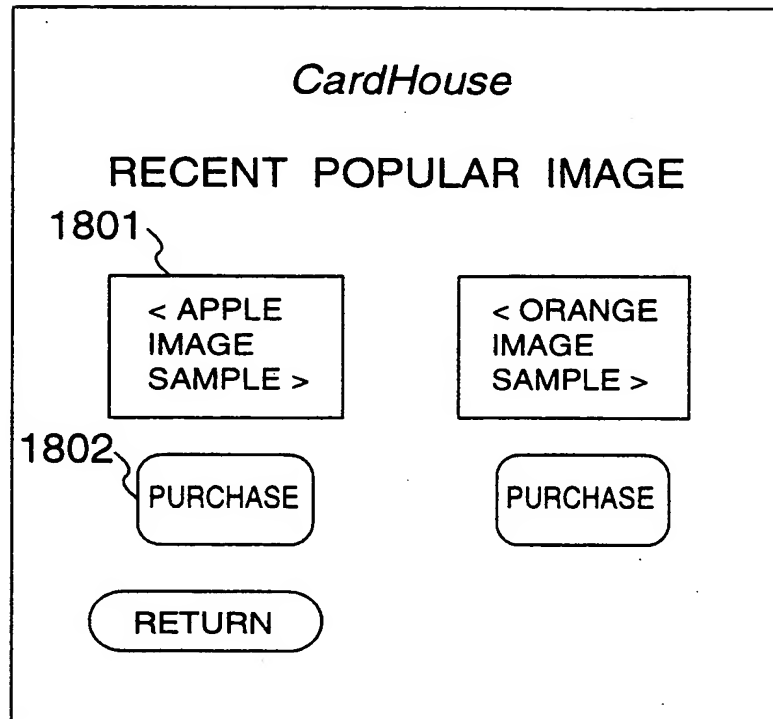 CardHouse
RECENT POPULAR IMAGE
1801
< APPLE
IMAGE
SAMPLE >
< ORANGE
IMAGE
SAMPLE >
1802
PURCHASE
PURCHASE
RETURN